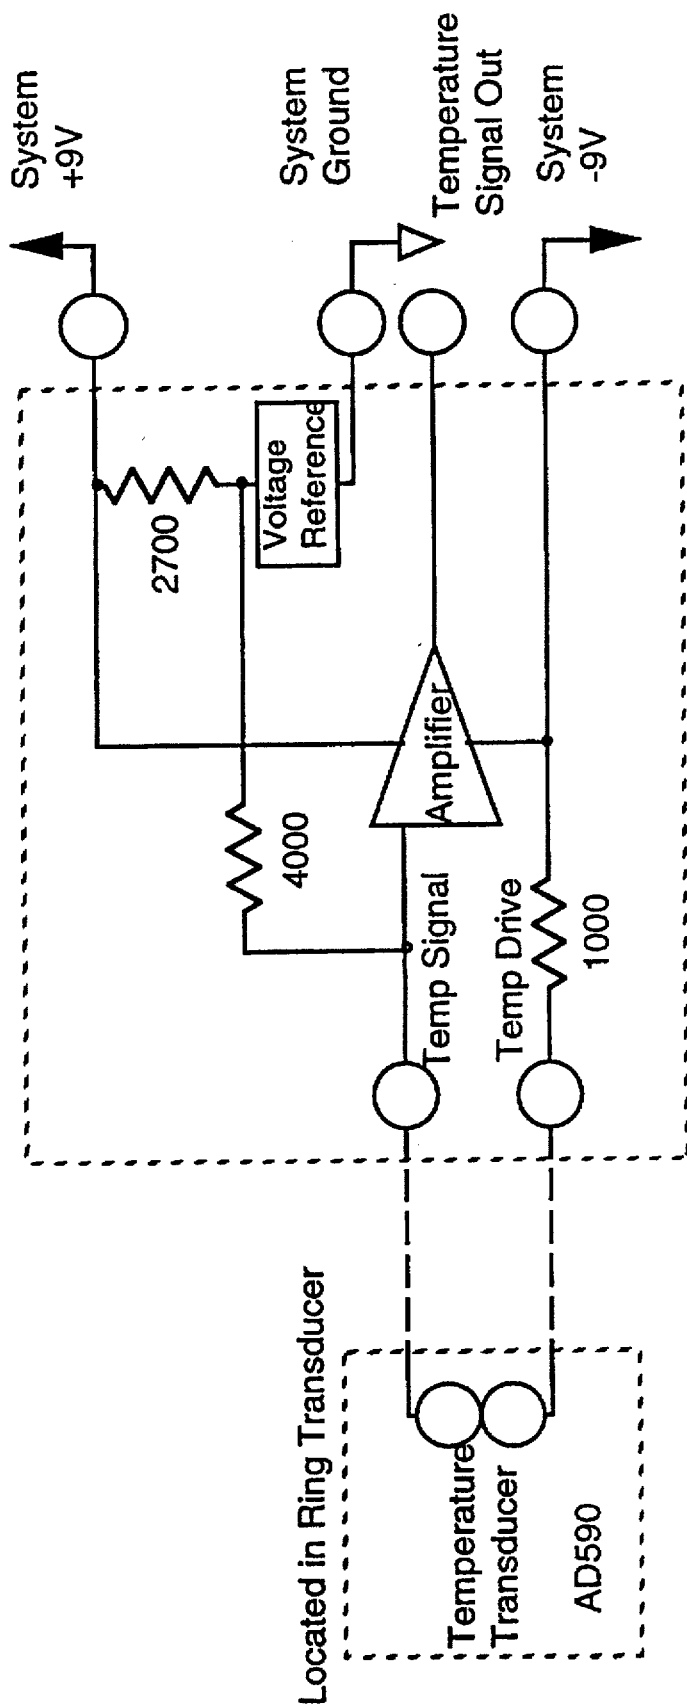 System
+9V
System
Ground
Temperature
Signal Out
System
-9V
2700
Voltage
Reference
4000
Amplifier
Temp Signal
Temp Drive
1000
Located in Ring Transducer
Temperature
Transducer
AD590